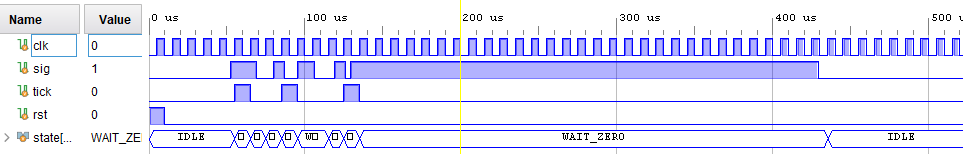 Name Value 0 us 100 us 200 us 300 us 400 us 500
clk 0
sig 1
tick 0
rst 0
state[... WAIT_ZE IDLE WAIT_ZERO IDLE